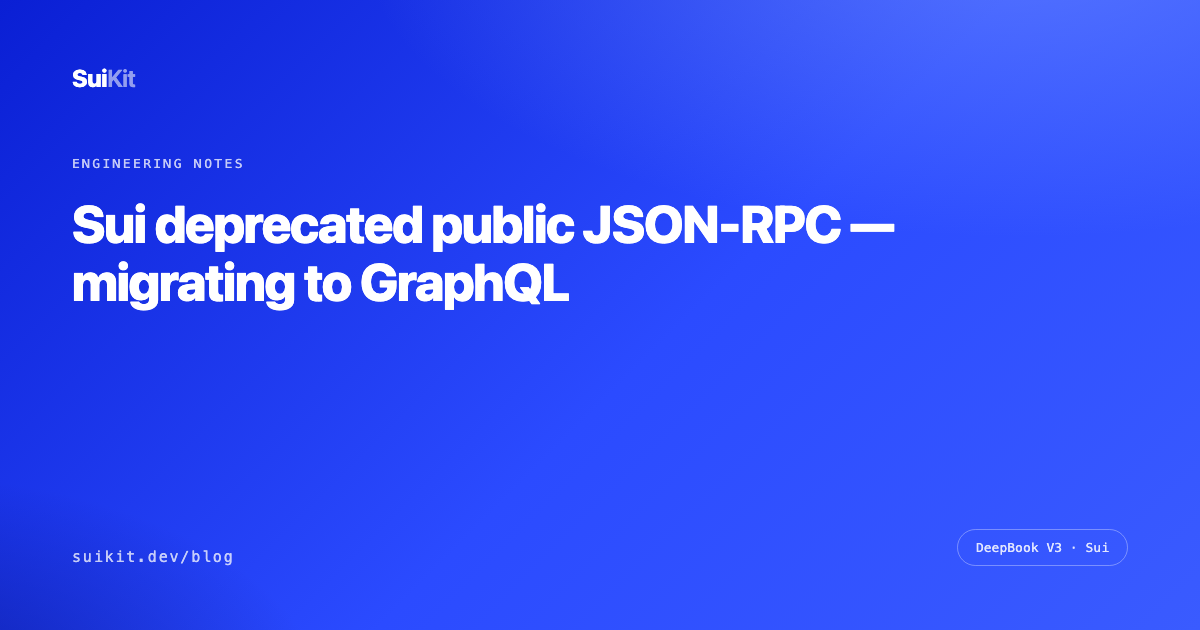 SuiKit
ENGINEERING NOTES
Sui deprecated public JSON-RPC —
migrating to GraphQL
suikit.dev/blog
DeepBook V3 · Sui